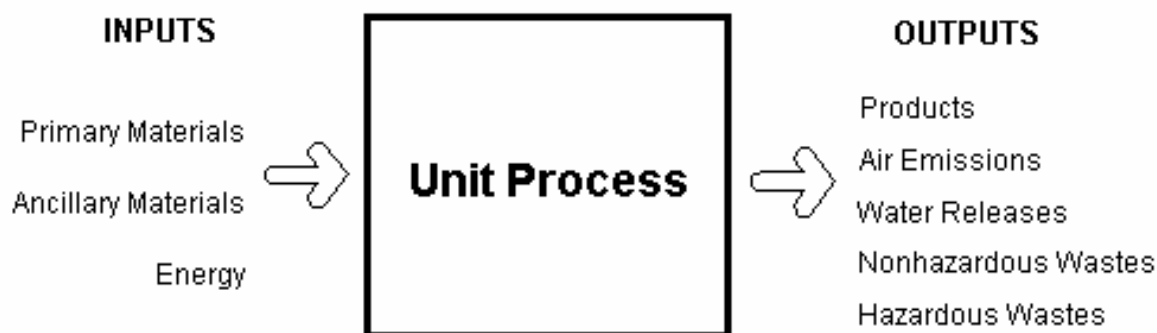 INPUTS
Primary Materials
Ancillary Materials
Energy
Unit Process
OUTPUTS
Products
Air Emissions
Water Releases
Nonhazardous Wastes
Hazardous Wastes